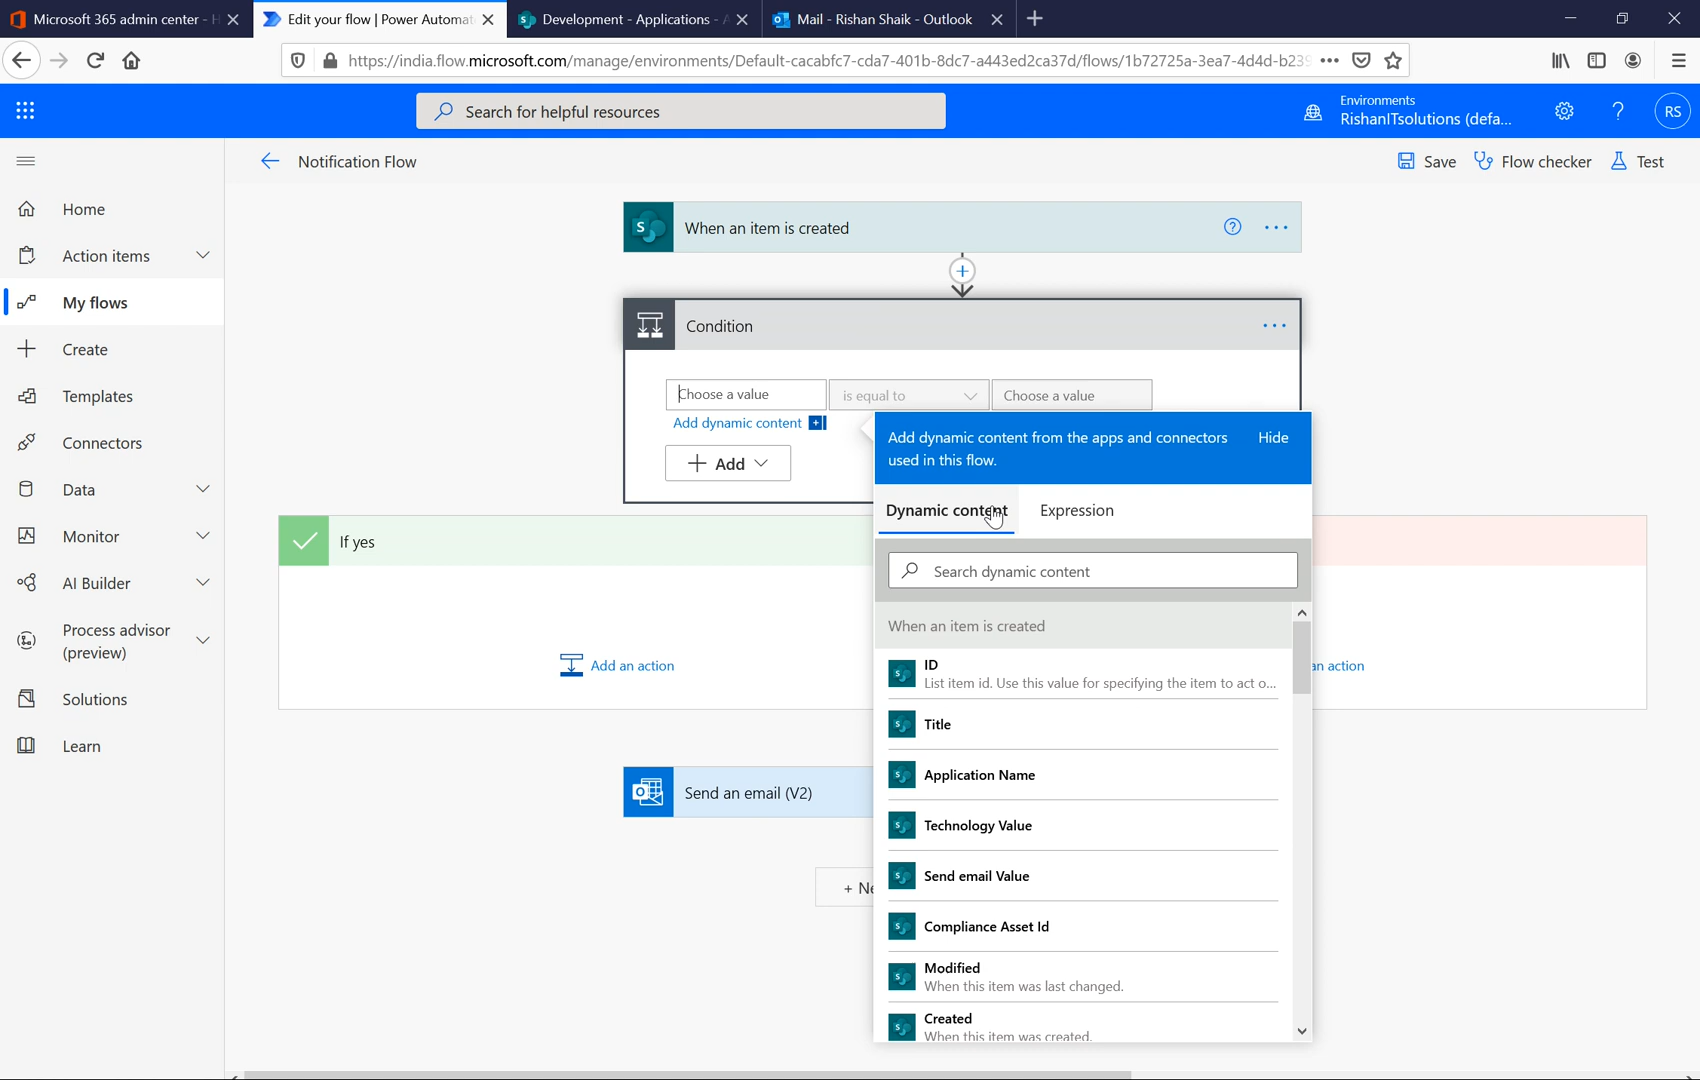 Microsoft 365 admin center - H
Edit your flow | Power Automat
Development - Applications - A
Mail - Rishan Shaik - Outlook
https://india.flow.microsoft.com/manage/environments/Default-cacabfc7-cda7-401b-8dc7-a443ed2ca37d/flows/1b72725a-3ea7-4d4d-b239
Search for helpful resources
Environments
RishanITsolutions (defa...
RS
Notification Flow
Save
Flow checker
Test
Home
Action items
My flows
Create
Templates
Connectors
Data
Monitor
AI Builder
Process advisor
(preview)
Solutions
Learn
When an item is created
Condition
Choose a value
is equal to
Choose a value
Add dynamic content
Add
Add dynamic content from the apps and connectors
used in this flow.
Hide
Dynamic content
Expression
Search dynamic content
When an item is created
ID
List item id. Use this value for specifying the item to act o...
Title
Application Name
Technology Value
Send email Value
Compliance Asset Id
Modified
When this item was last changed.
Created
When this item was created.
If yes
Add an action
an action
Send an email (V2)
+ Ne